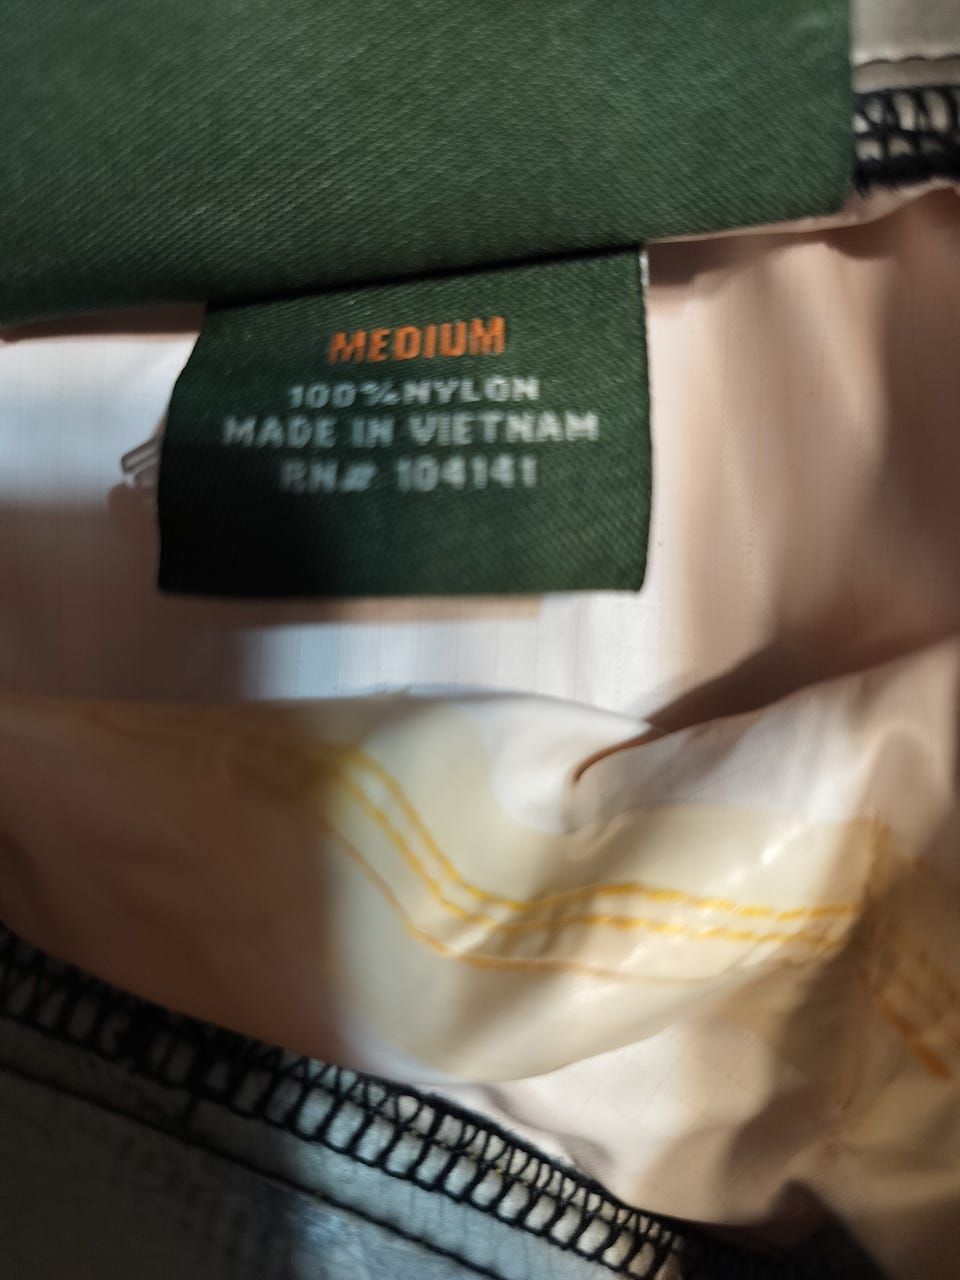 MEDIUM
100% NYLON
MADE IN VIETNAM
RN# 104141